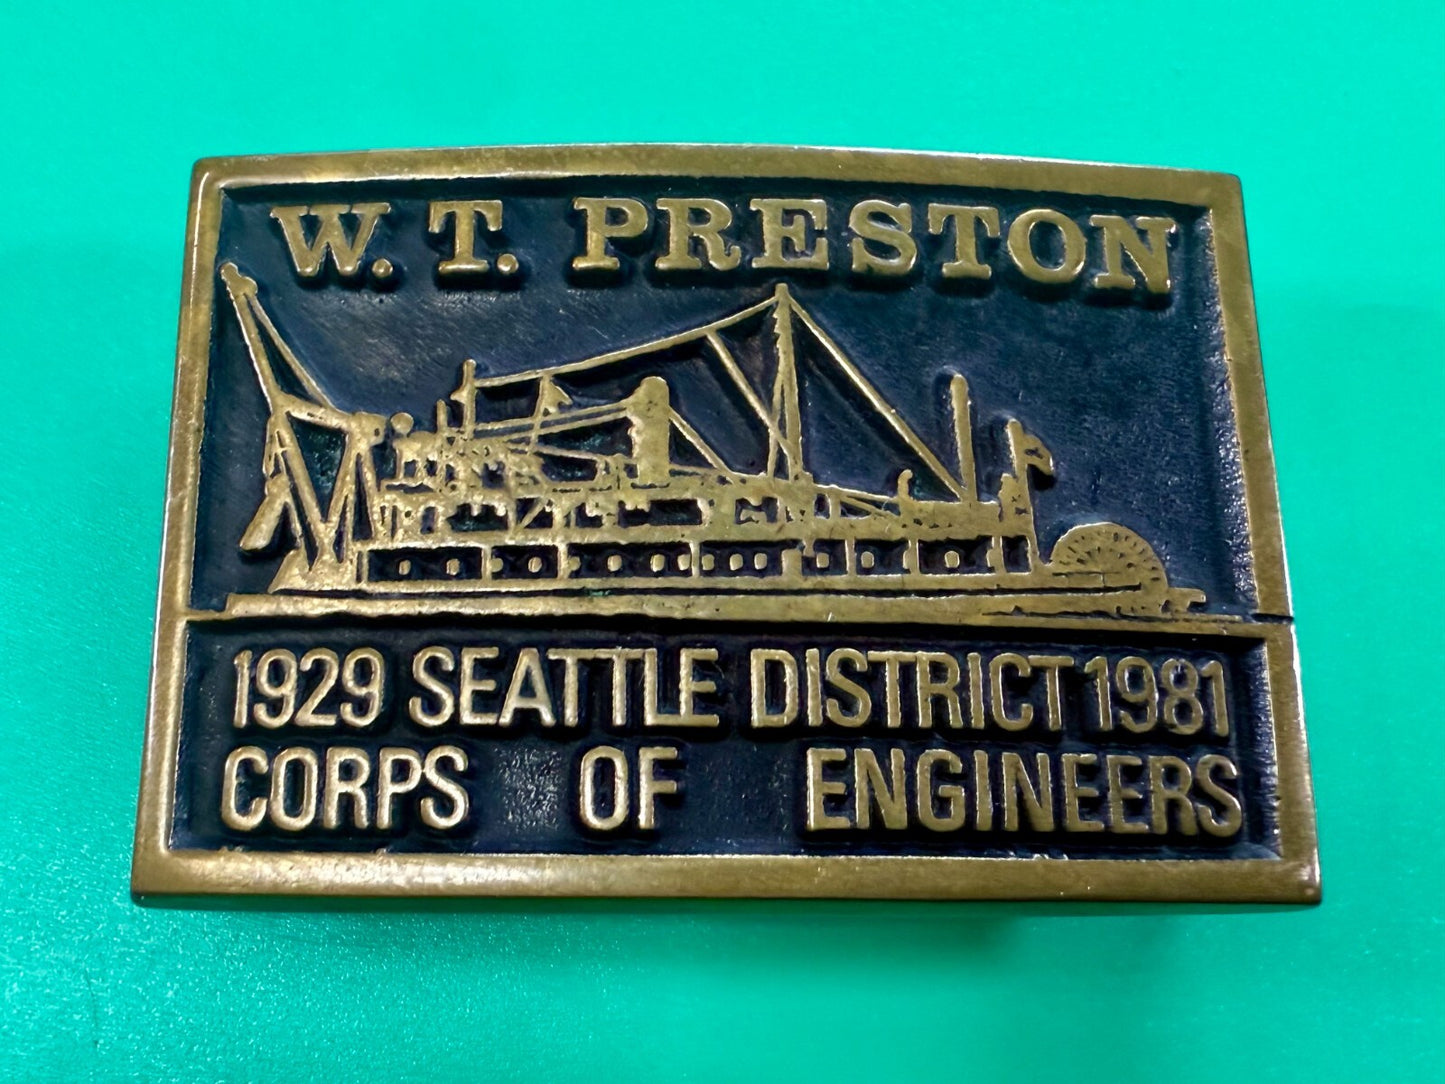 W. T. PRESTON
1929 SEATTLE DISTRICT 1981
CORPS OF ENGINEERS